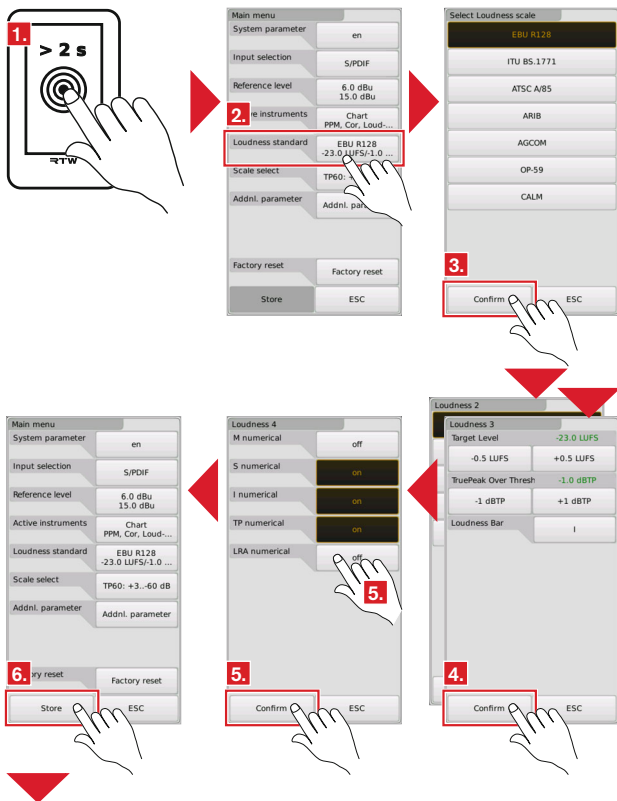 1.
> 2 s
RTW
Main menu
System parameter
en
Input selection
S/PDIF
Reference level
6.0 dBu
15.0 dBu
2.
e instruments
Chart
PPM, Cor, Loud-...
Loudness standard
EBU R128
-23.0 LUFS/-1.0 ...
Scale select
TP60: +
Addnl. parameter
Addnl. par
Factory reset
Factory reset
Store
ESC
Select Loudness scale
EBU R128
ITU BS.1771
ATSC A/85
ARIB
AGCOM
OP-59
CALM
3.
Confirm
ESC
Loudness 2
Loudness 3
Target Level
-23.0 LUFS
-0.5 LUFS
+0.5 LUFS
TruePeak Over Thresh
-1.0 dBTP
-1 dBTP
+1 dBTP
Loudness Bar
I
4.
Confirm
ESC
Loudness 4
M numerical
off
S numerical
on
I numerical
on
TP numerical
on
LRA numerical
off
5.
5.
Confirm
ESC
Main menu
System parameter
en
Input selection
S/PDIF
Reference level
6.0 dBu
15.0 dBu
Active instruments
Chart
PPM, Cor, Loud-...
Loudness standard
EBU R128
-23.0 LUFS/-1.0 ...
Scale select
TP60: +3..-60 dB
Addnl. parameter
Addnl. parameter
6.
ory reset
Factory reset
Store
ESC